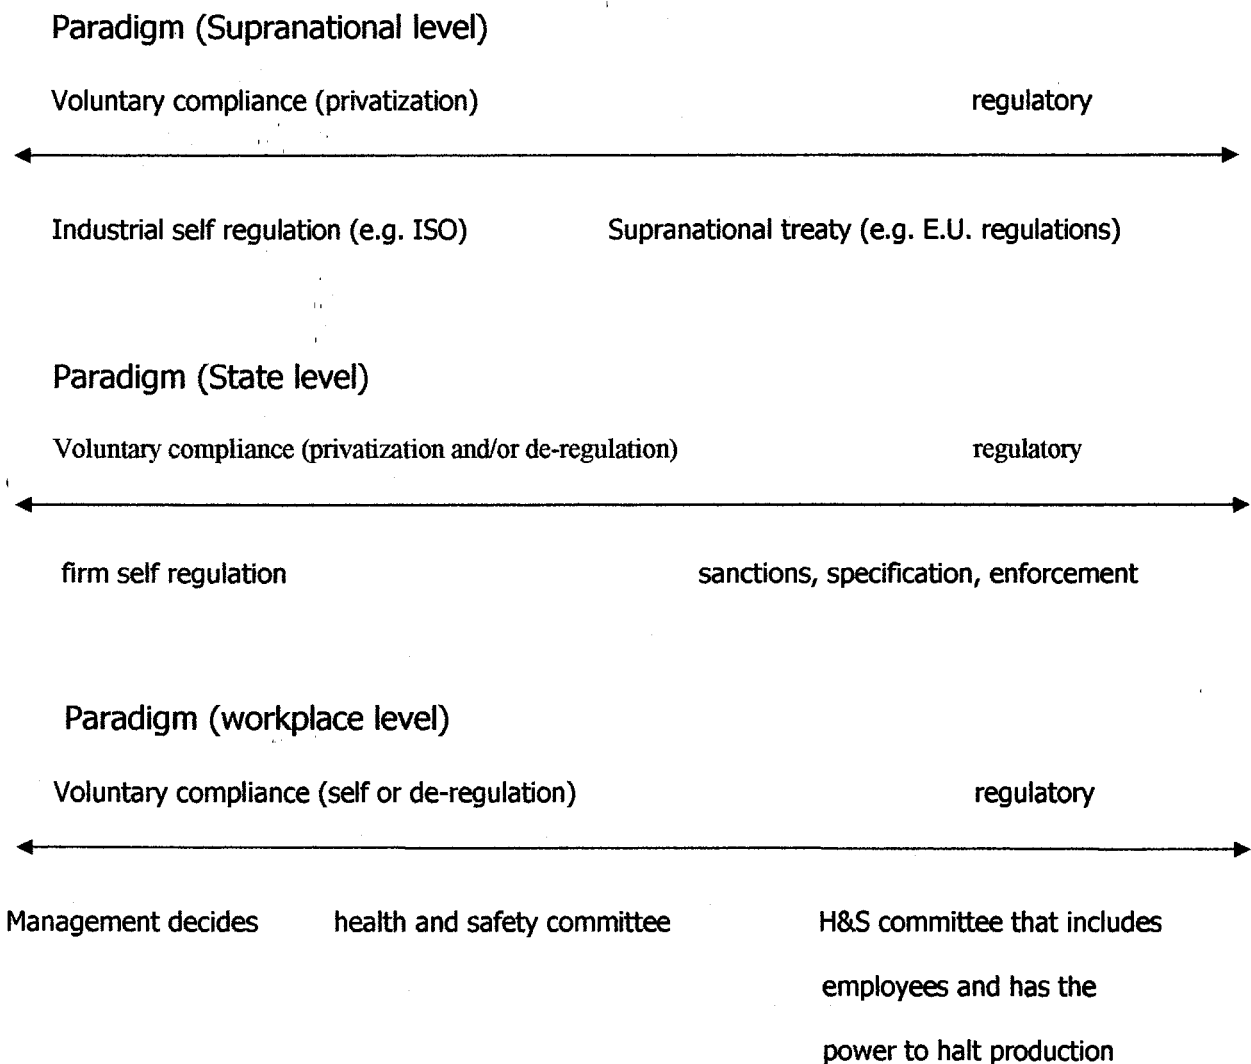 Paradigm (Supranational level)
Voluntary compliance (privatization) regulatory
Industrial self regulation (e.g. ISO) Supranational treaty (e.g. E.U. regulations)
Paradigm (State level)
Voluntary compliance (privatization and/or de-regulation) regulatory
firm self regulation sanctions, specification, enforcement
Paradigm (workplace level)
Voluntary compliance (self or de-regulation) regulatory
Management decides health and safety committee H&S committee that includes
employees and has the
power to halt production